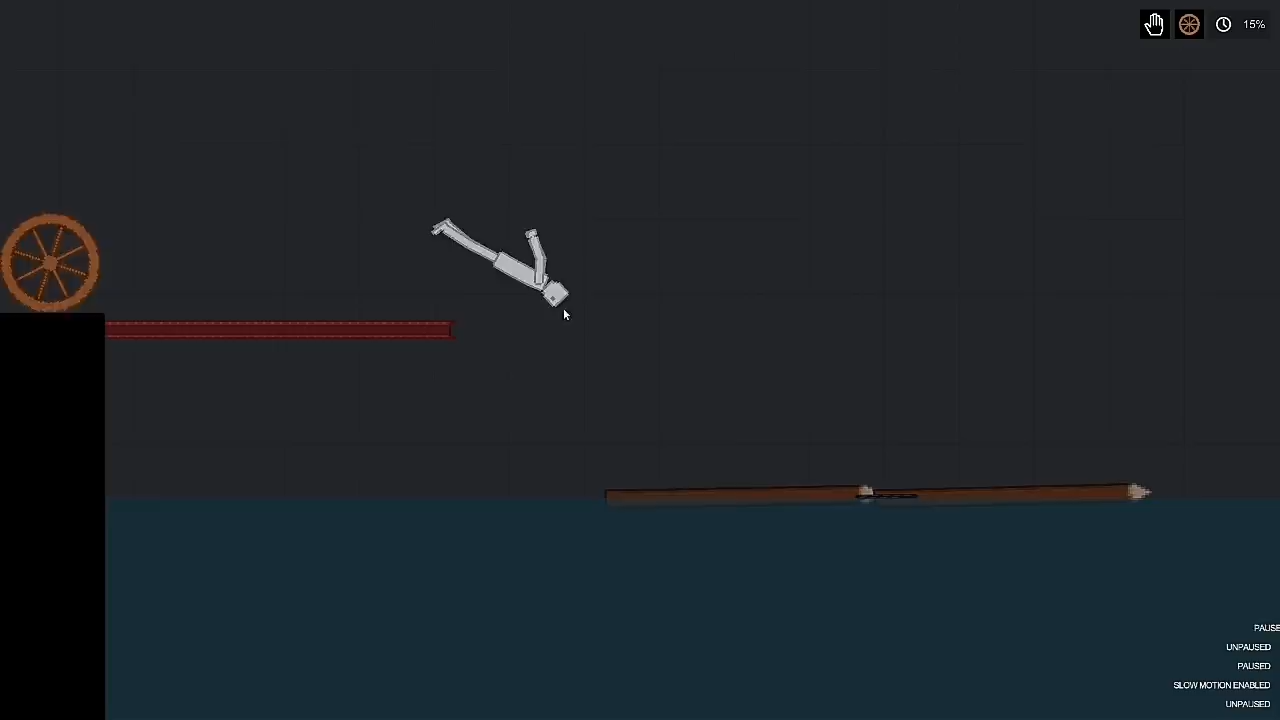 15%
PAUSE
UNPAUSED
PAUSED
SLOW MOTION ENABLED
UNPAUSED